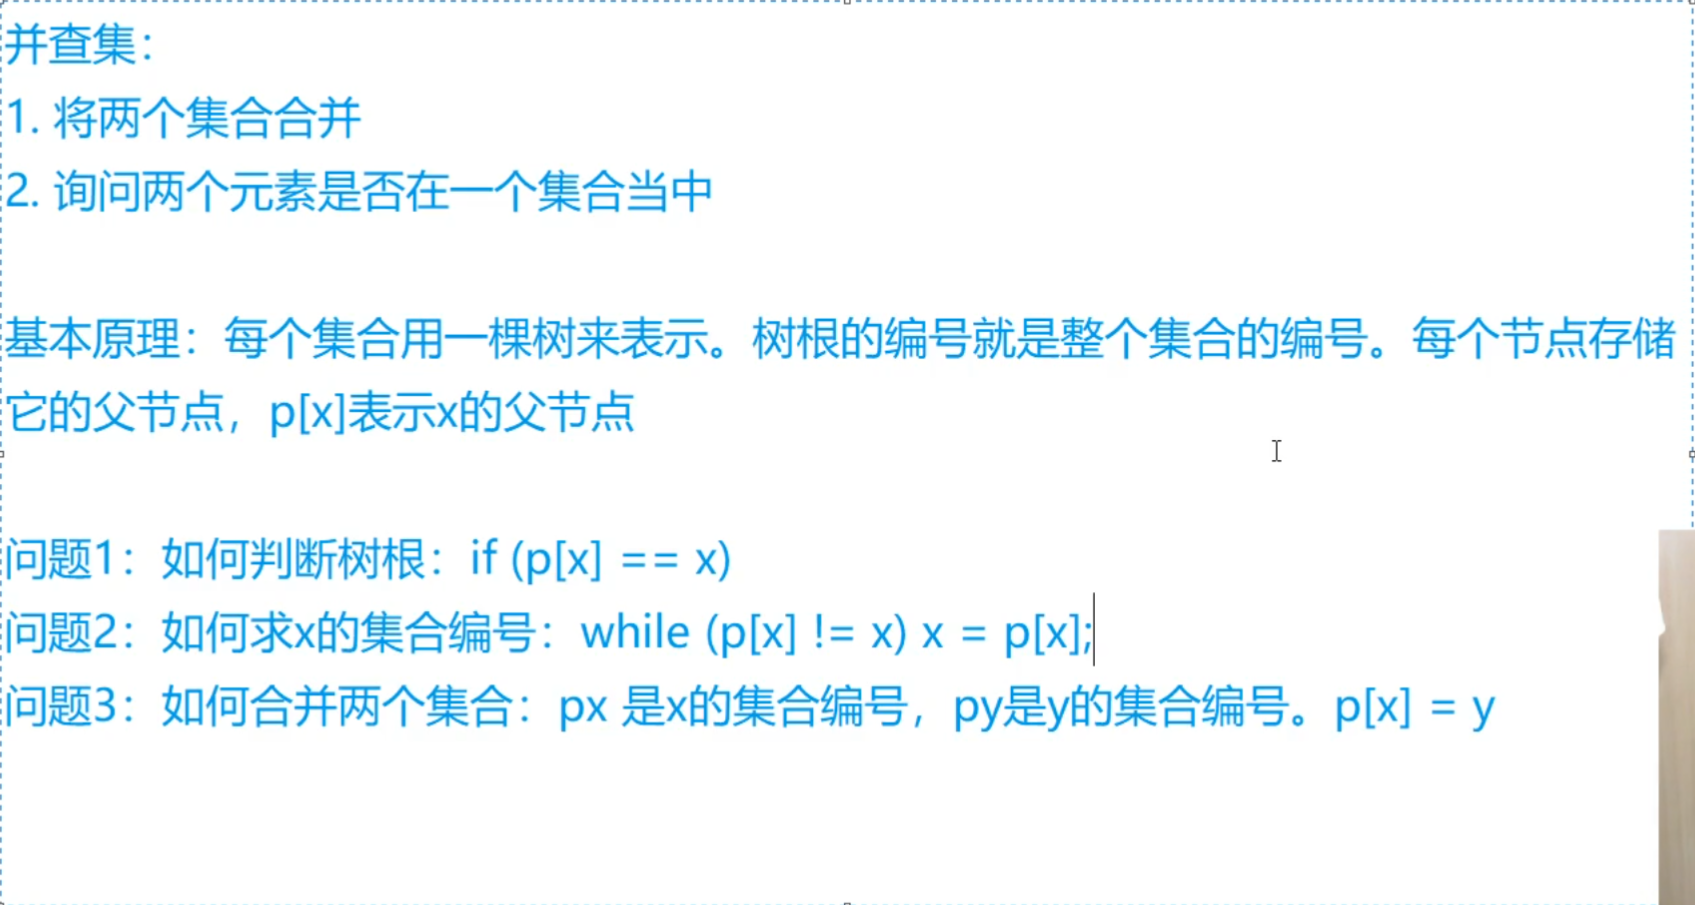 并查集：
1. 将两个集合合并
2. 询问两个元素是否在一个集合当中
基本原理：每个集合用一棵树来表示。树根的编号就是整个集合的编号。每个节点存储
它的父节点，p[x]表示x的父节点
问题1：如何判断树根：if (p[x] == x)
问题2：如何求x的集合编号：while (p[x] != x) x = p[x];
问题3：如何合并两个集合：px 是x的集合编号，py是y的集合编号。p[x] = y